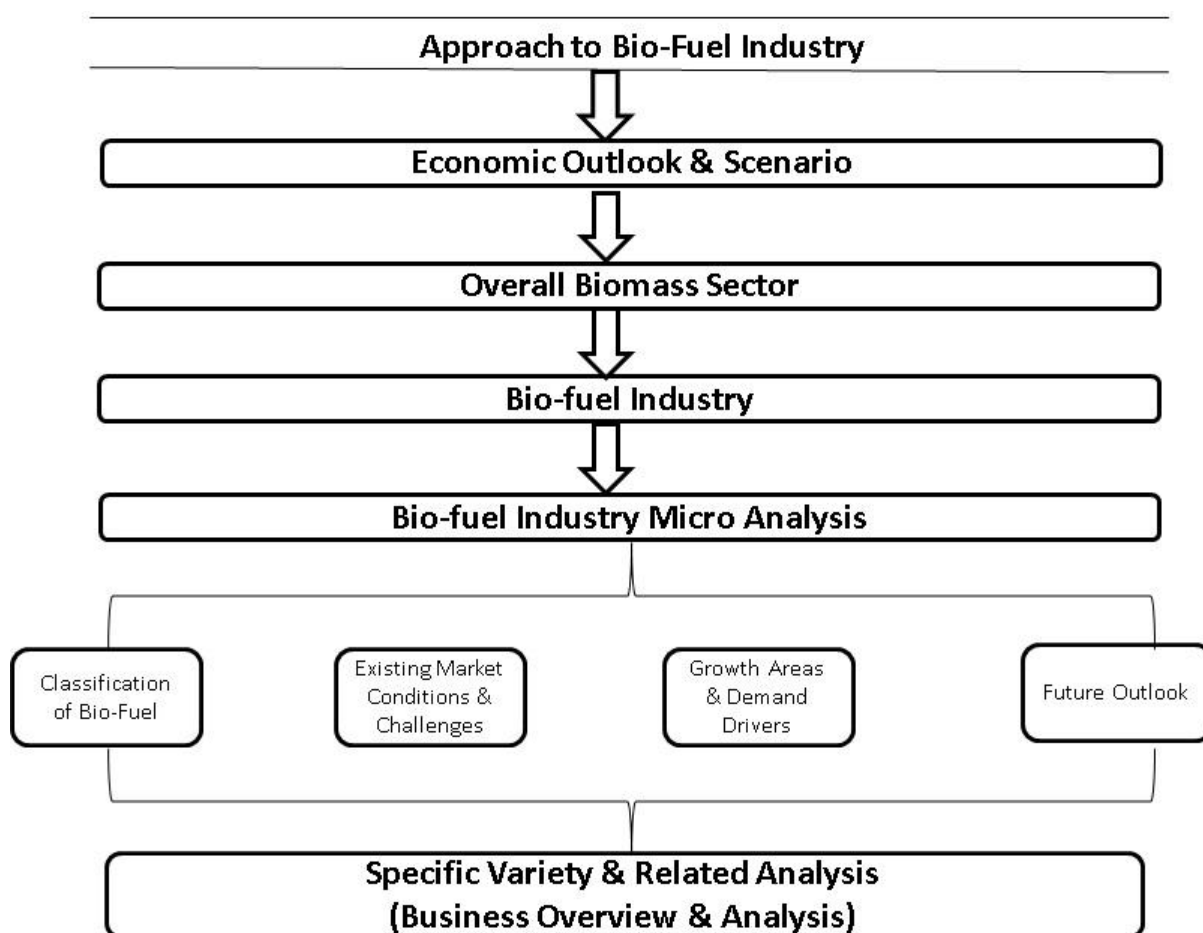 Approach to Bio-Fuel Industry
Economic Outlook & Scenario
Overall Biomass Sector
Bio-fuel Industry
Bio-fuel Industry Micro Analysis
Classification
of Bio-Fuel
Existing Market
Conditions &
Challenges
Growth Areas
& Demand
Drivers
Future Outlook
Specific Variety & Related Analysis
(Business Overview & Analysis)